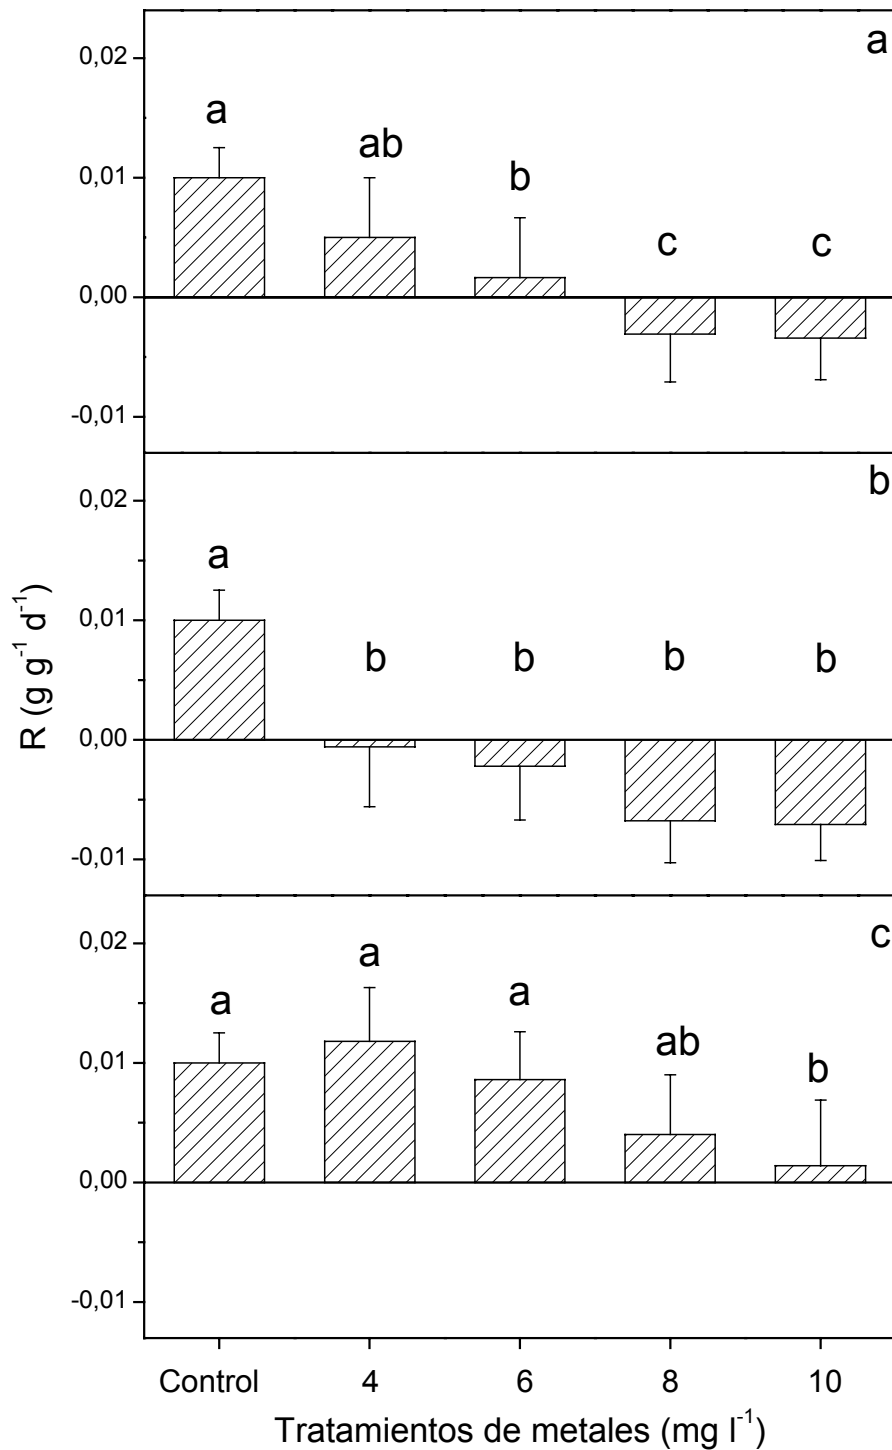 a
0,02
a
ab
0,01
b
c c
0,00
-0,01
b
0,02
a
0,01
b b b b
0,00
-0,01
c
0,02
a
a a
ab
0,01
b
0,00
-0,01
R (g g⁻¹ d⁻¹)
Control 4 6 8 10
Tratamientos de metales (mg l⁻¹)